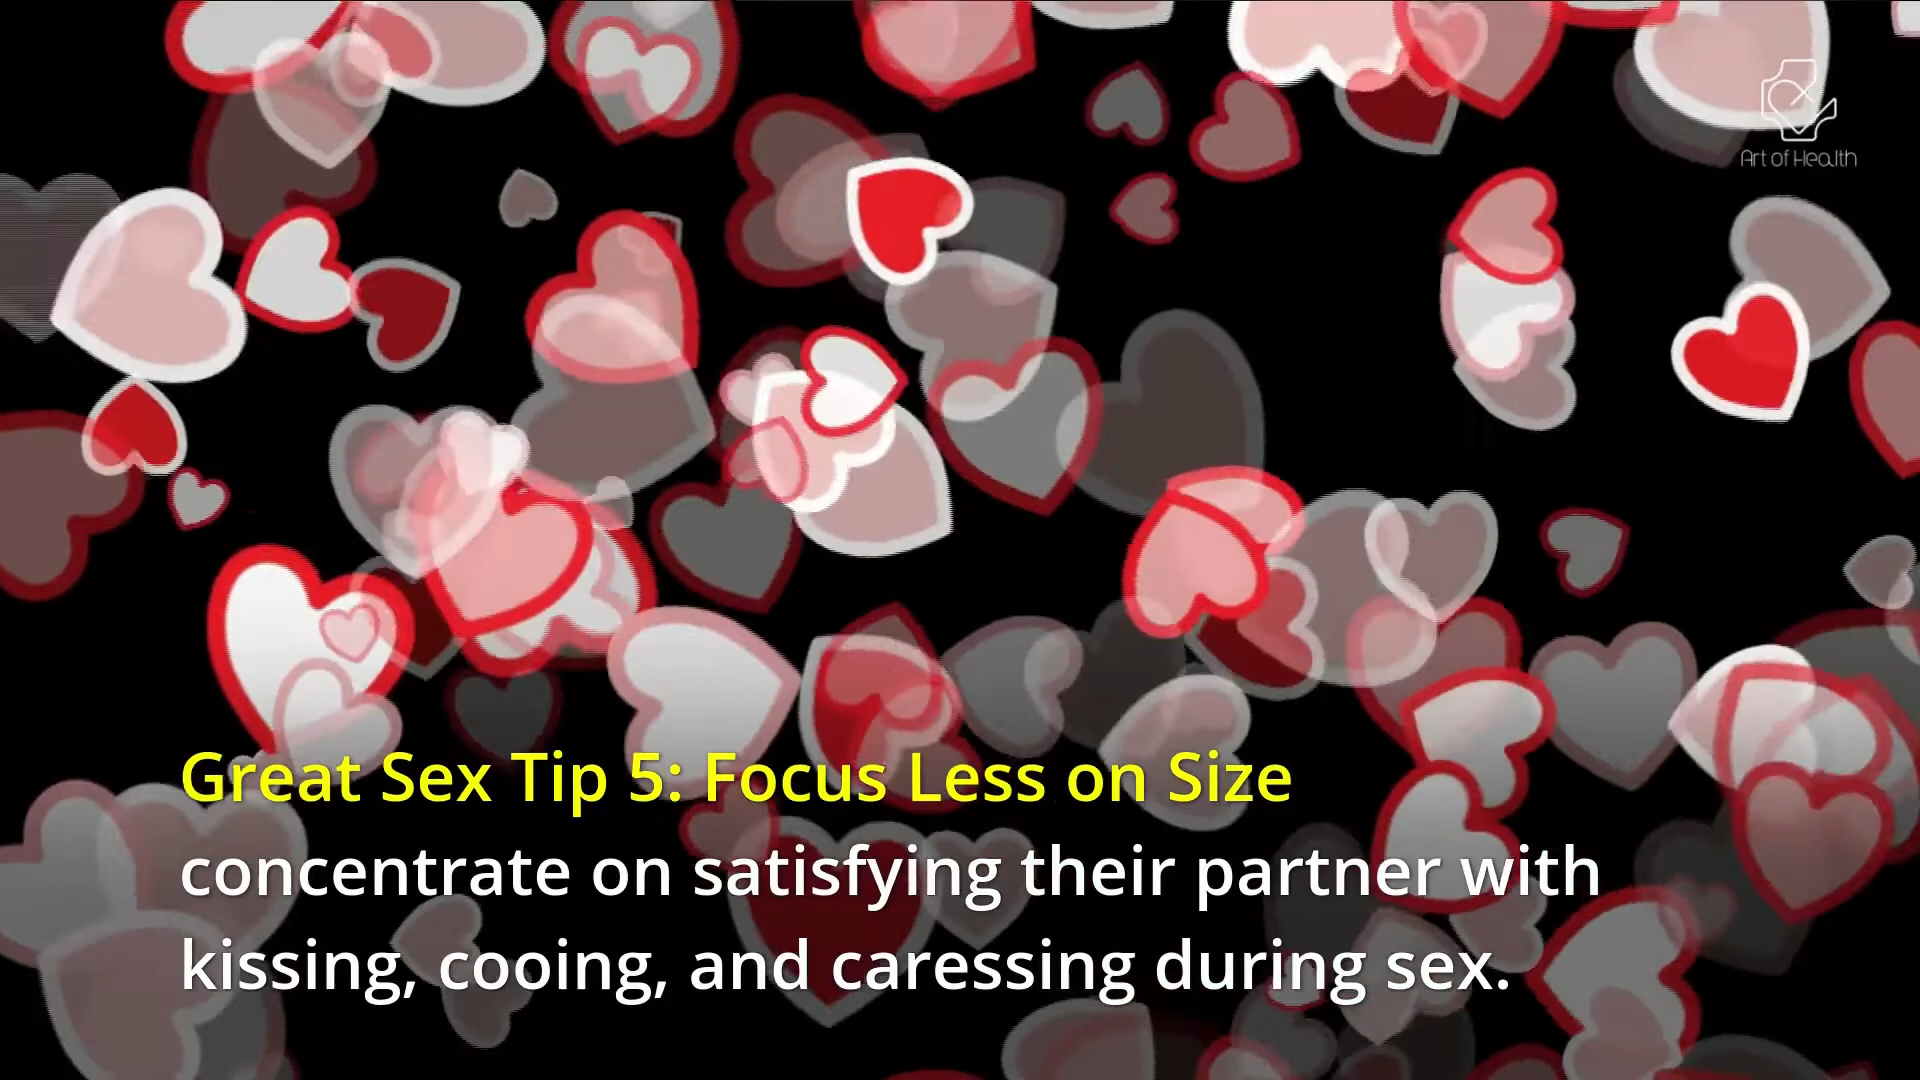 Art of Health
Great Sex Tip 5: Focus Less on Size
concentrate on satisfying their partner with
kissing, cooing, and caressing during sex.